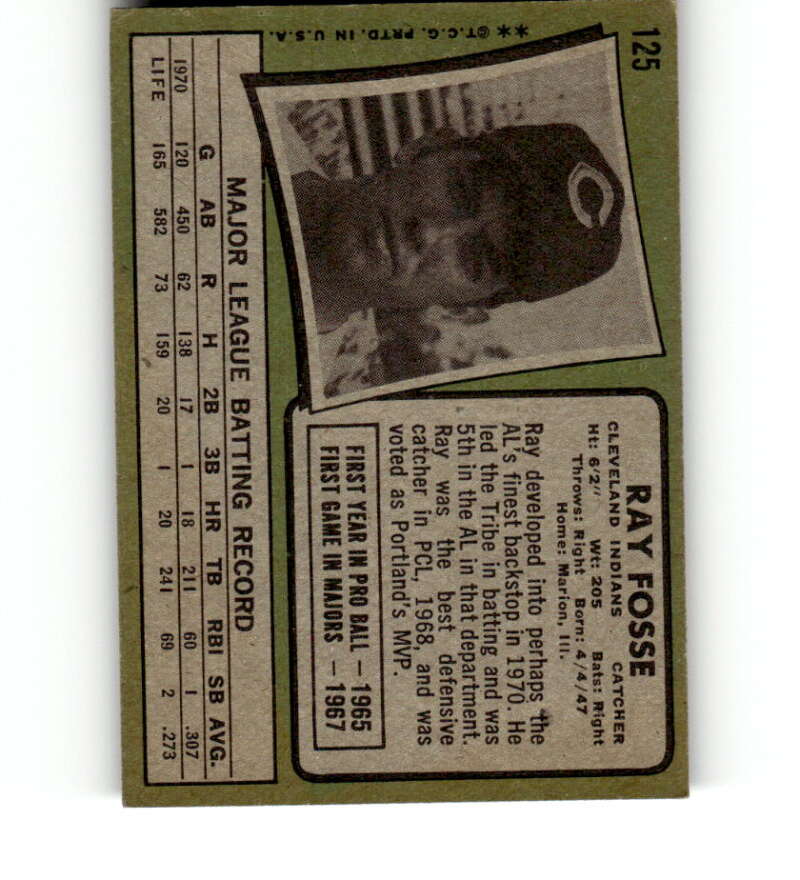 125
RAY FOSSE
CLEVELAND INDIANS CATCHER
Ht: 6'2" Wt: 205 Bats: Right
Throws: Right Born: 4/4/47
Home: Marion, Ill.
Ray developed into perhaps the
AL's finest backstop in 1970. He
led the Tribe in batting and was
5th in the AL in that department.
Ray was the best defensive
catcher in PCL, 1968, and was
voted as Portland's MVP.
FIRST YEAR IN PRO BALL — 1965
FIRST GAME IN MAJORS — 1967
C
MAJOR LEAGUE BATTING RECORD
G AB R H 2B 3B HR TB RBI SB AVG.
1970 120 450 62 138 17 1 18 211 60 1 .307
LIFE 165 582 73 159 20 1 20 241 69 2 .273
**©T.C.G. PRTD. IN U.S.A.